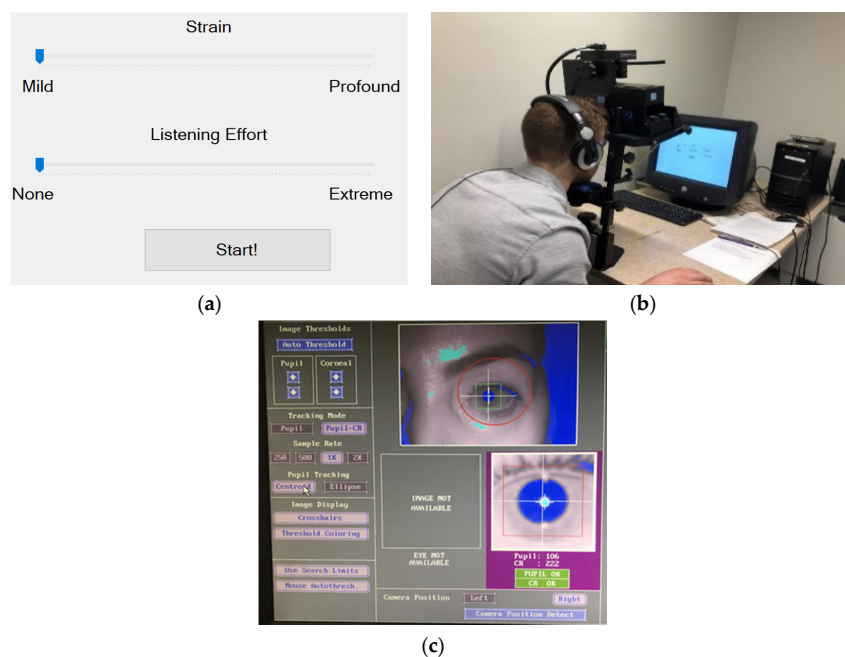 Strain
Mild Profound
Listening Effort
None Extreme
Start!
(a) (b)
Image Thresholds
Auto Threshold
Pupil Corneal
Tracking Mode
Pupil Pupil-CR
Sample Rate
250 500 1K 2K
Pupil Tracking
Centroid Ellipse
Image Display
Crosshairs
Threshold Coloring
Use Search Limits
Mouse Autothresh.
IMAGE NOT
AVAILABLE
EYE NOT
AVAILABLE
Pupil: 106
CR : 222
PUPIL OK
CR OK
Camera Position Left Right
Camera Position Detect
(c)